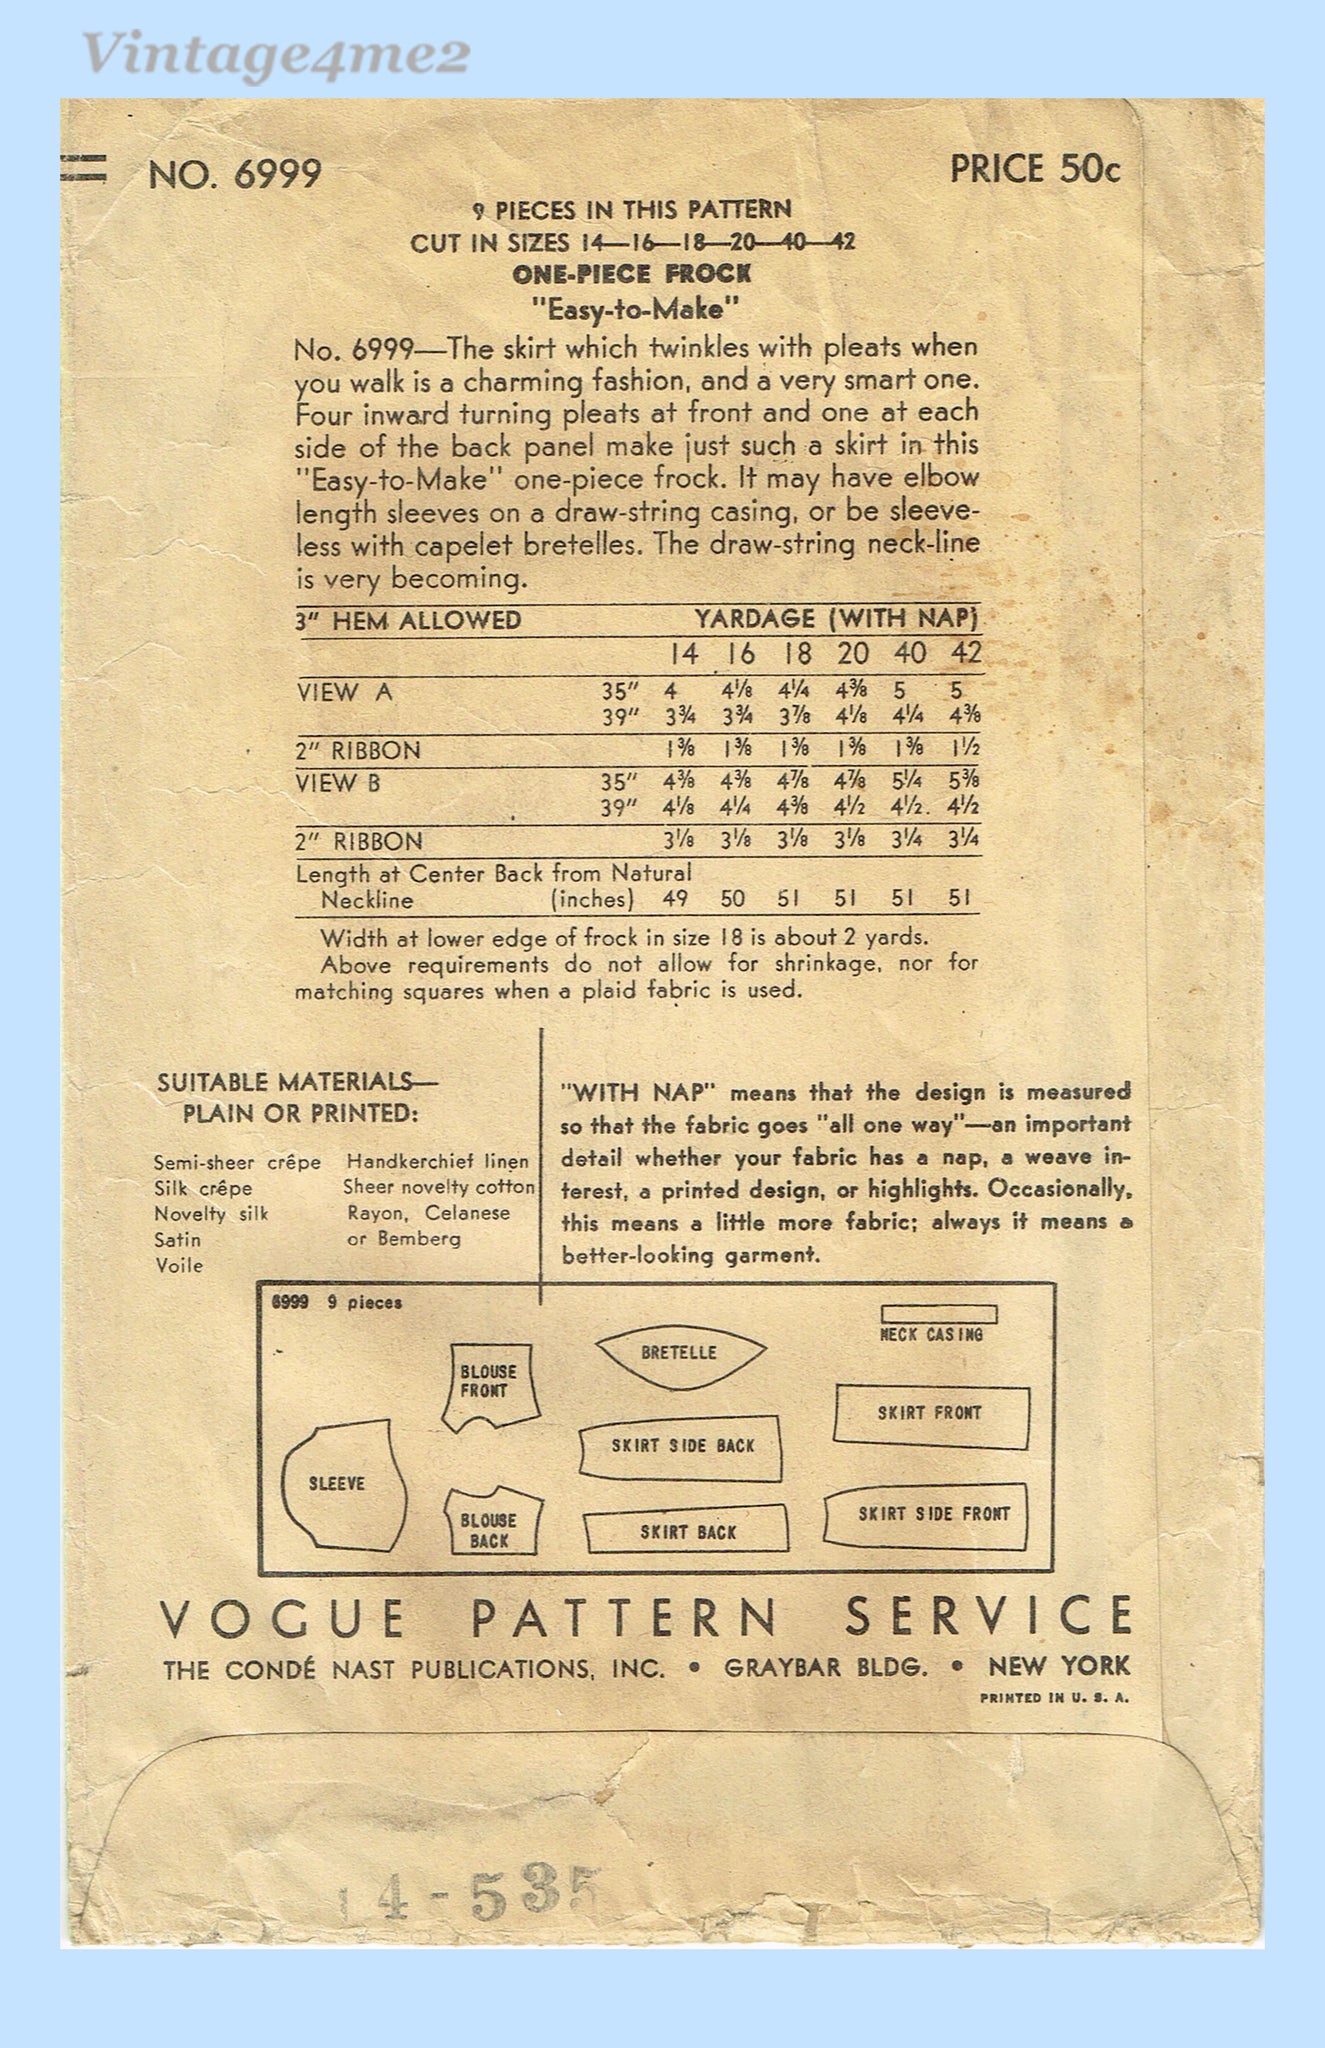 Vintage4me2
NO. 6999
PRICE 50c
9 PIECES IN THIS PATTERN
CUT IN SIZES 14—16—18—20—40—42
ONE-PIECE FROCK
"Easy-to-Make"
No. 6999—The skirt which twinkles with pleats when
you walk is a charming fashion, and a very smart one.
Four inward turning pleats at front and one at each
side of the back panel make just such a skirt in this
"Easy-to-Make" one-piece frock. It may have elbow
length sleeves on a draw-string casing, or be sleeve-
less with capelet bretelles. The draw-string neck-line
is very becoming.
3" HEM ALLOWED YARDAGE (WITH NAP)
14 16 18 20 40 42
VIEW A 35" 4 4⅛ 4¼ 4⅜ 5 5
39" 3¾ 3¾ 3⅞ 4⅛ 4¼ 4⅜
2" RIBBON 1⅜ 1⅜ 1⅜ 1⅜ 1⅜ 1½
VIEW B 35" 4⅜ 4⅜ 4⅞ 4⅞ 5¼ 5⅜
39" 4⅛ 4¼ 4⅜ 4½ 4½ 4½
2" RIBBON 3⅛ 3⅛ 3⅛ 3⅛ 3¼ 3¼
Length at Center Back from Natural
Neckline (inches) 49 50 51 51 51 51
Width at lower edge of frock in size 18 is about 2 yards.
Above requirements do not allow for shrinkage, nor for
matching squares when a plaid fabric is used.
SUITABLE MATERIALS—
PLAIN OR PRINTED:
Semi-sheer crêpe
Silk crêpe
Novelty silk
Satin
Voile
Handkerchief linen
Sheer novelty cotton
Rayon, Celanese
or Bemberg
"WITH NAP" means that the design is measured
so that the fabric goes "all one way"—an important
detail whether your fabric has a nap, a weave in-
terest, a printed design, or highlights. Occasionally,
this means a little more fabric; always it means a
better-looking garment.
6999 9 pieces
NECK CASING
BRETELLE
BLOUSE
FRONT
SKIRT FRONT
SKIRT SIDE BACK
SLEEVE
BLOUSE
BACK
SKIRT BACK
SKIRT SIDE FRONT
VOGUE PATTERN SERVICE
THE CONDÉ NAST PUBLICATIONS, INC. • GRAYBAR BLDG. • NEW YORK
PRINTED IN U. S. A.
14-535